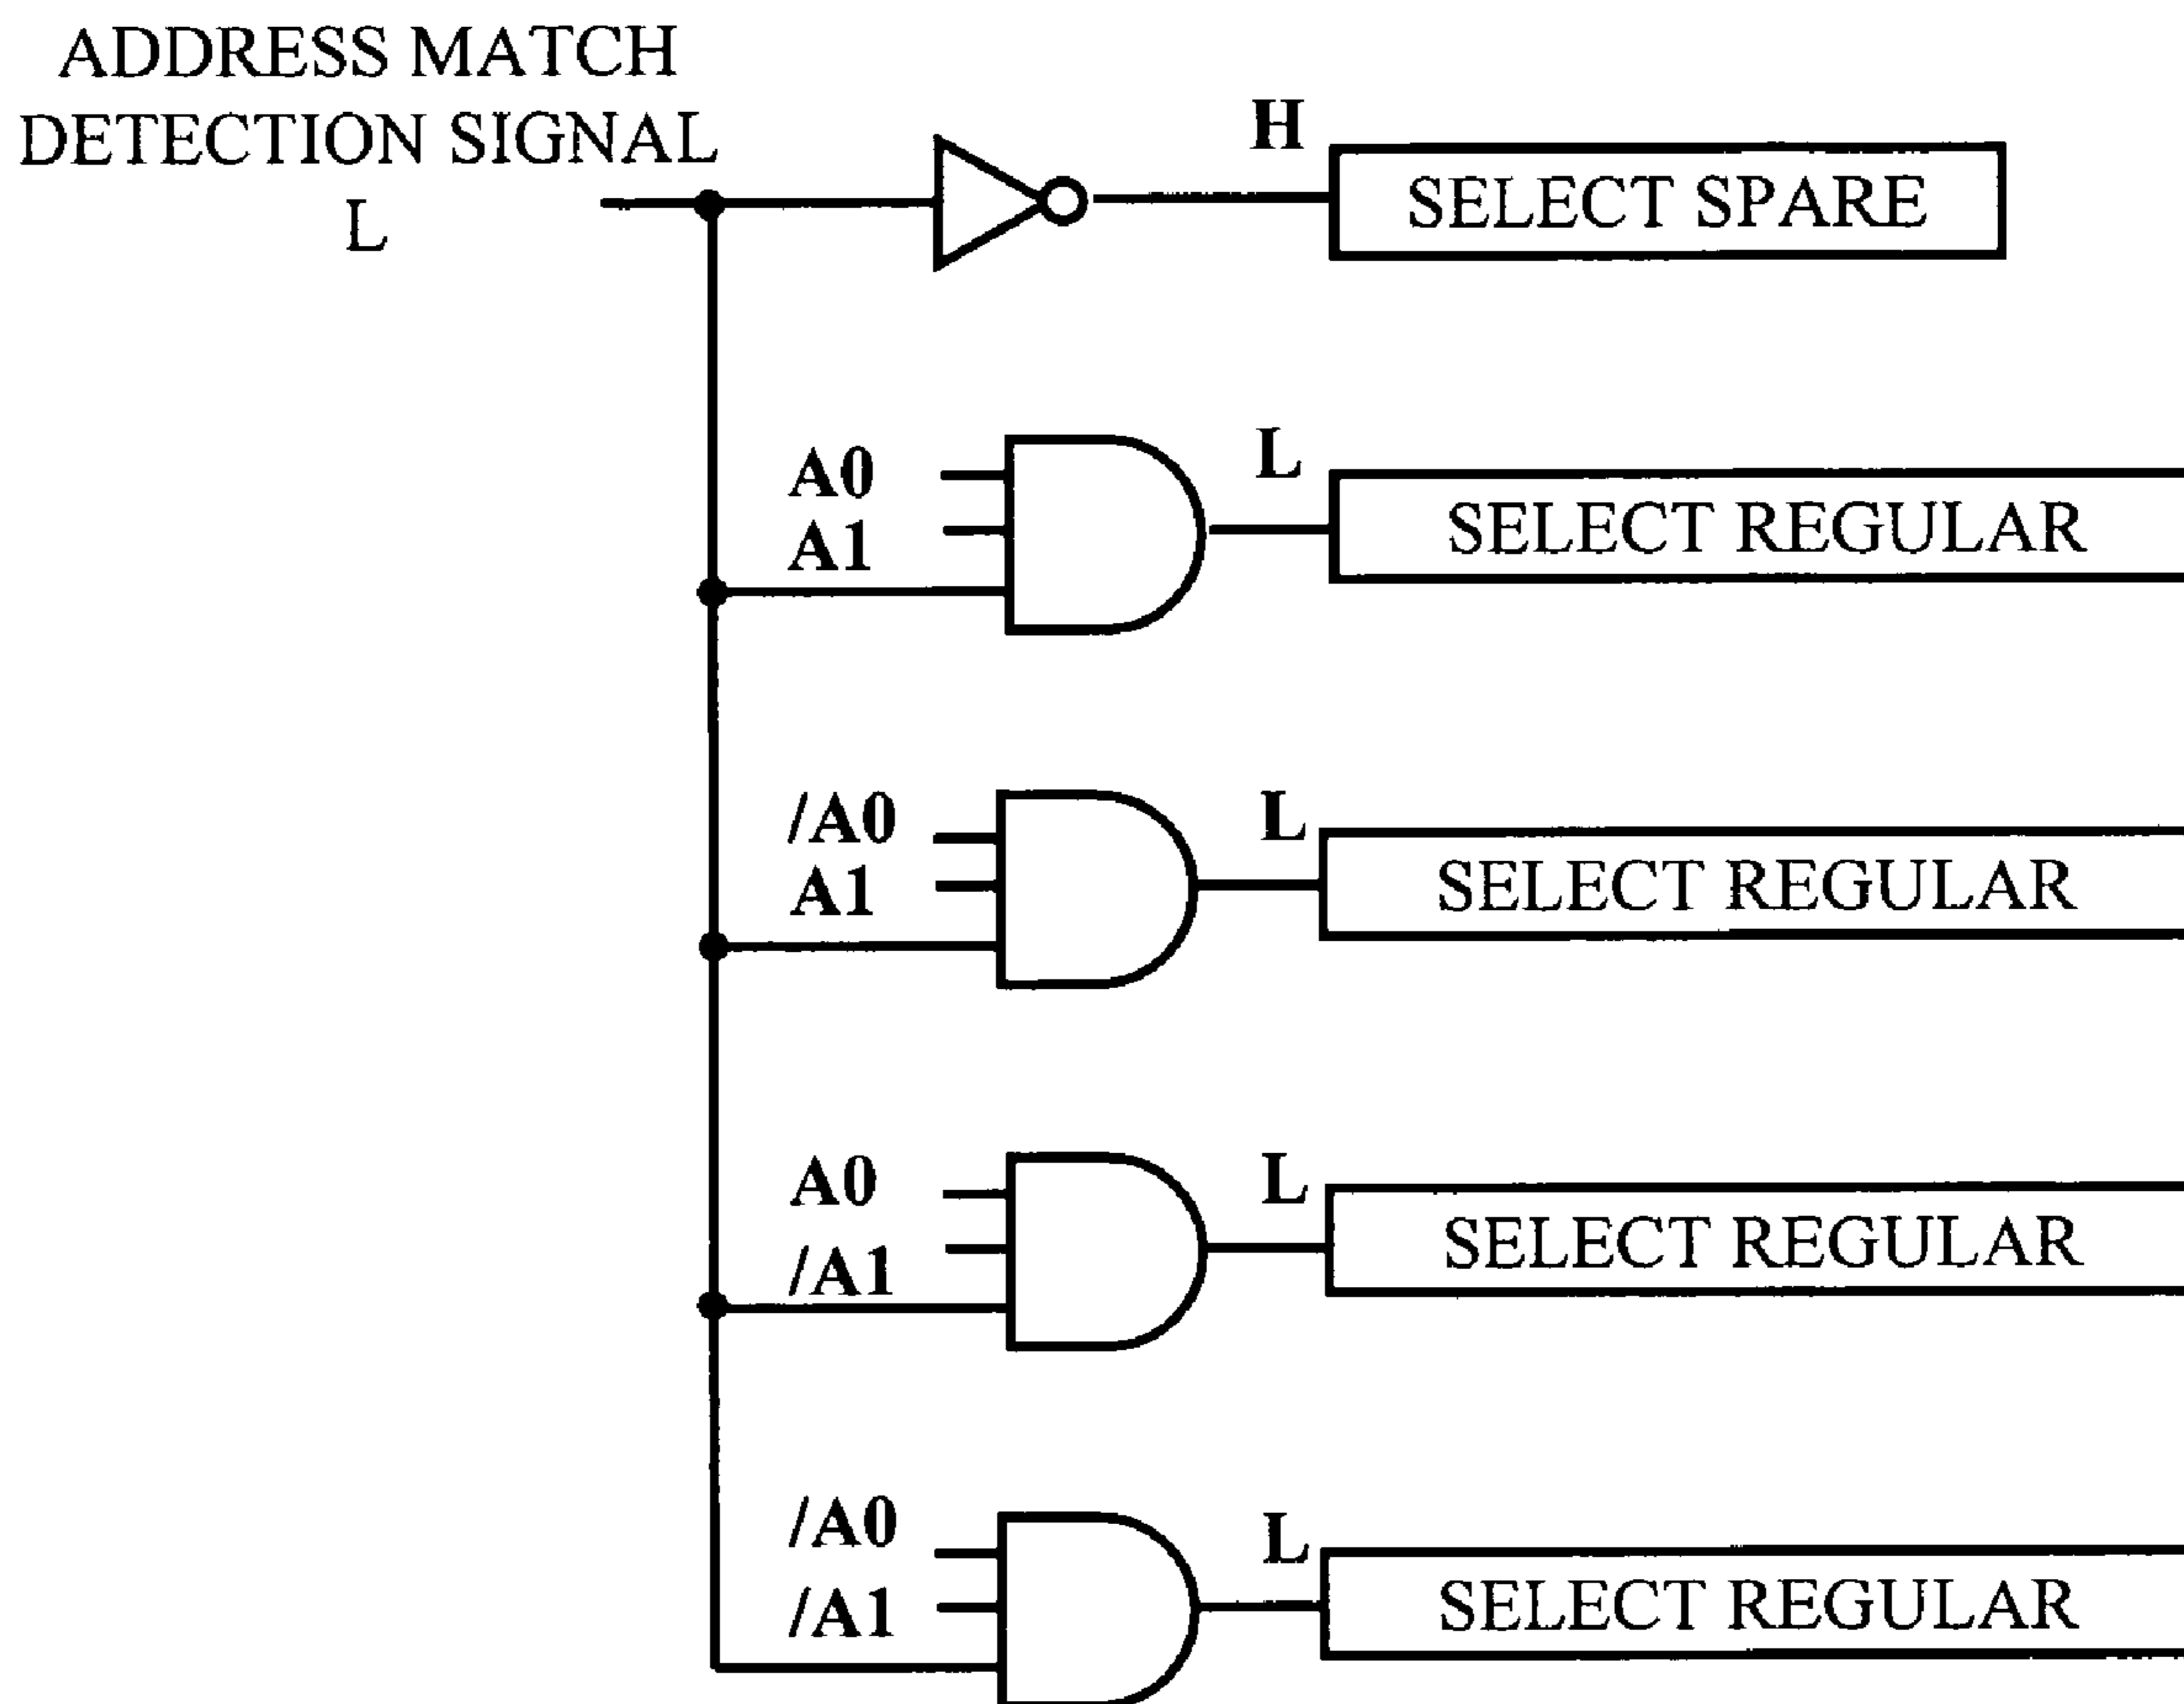 ADDRESS MATCH
DETECTION SIGNAL
L
H
SELECT SPARE
A0
A1
L
SELECT REGULAR
/A0
A1
L
SELECT REGULAR
A0
/A1
L
SELECT REGULAR
/A0
/A1
L
SELECT REGULAR